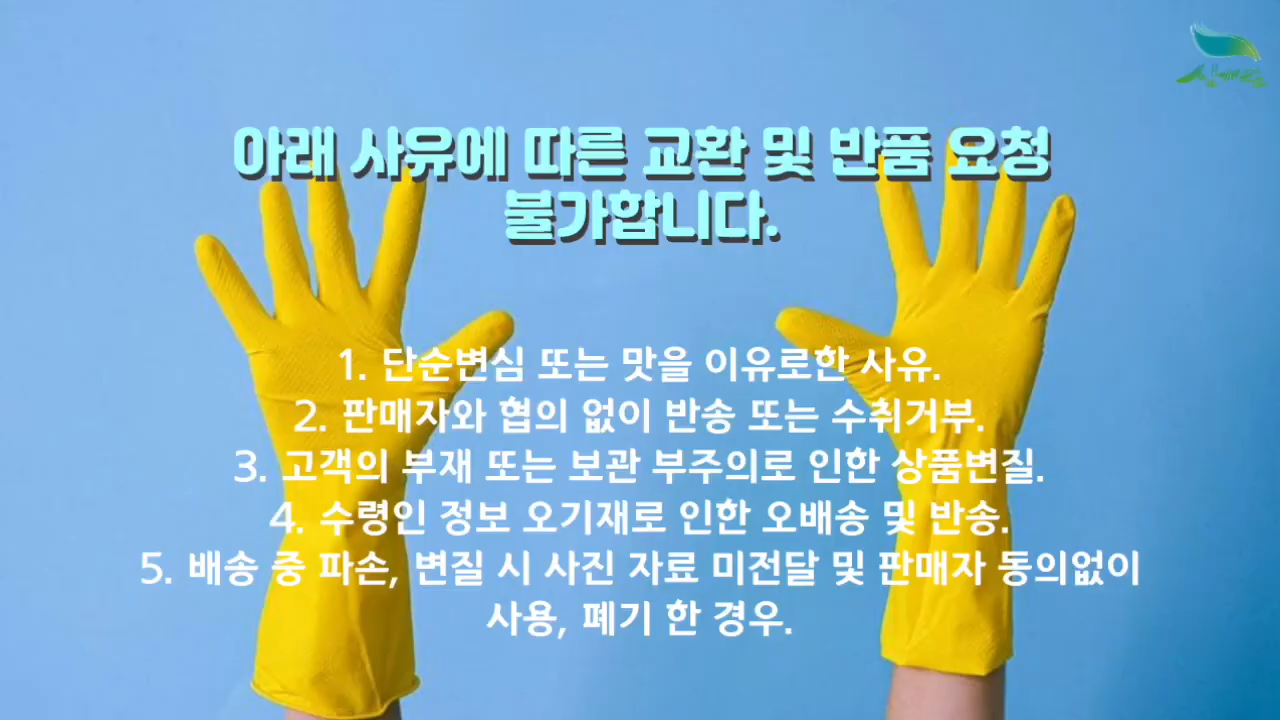 아래 사유에 따른 교환 및 반품 요청
불가합니다.
1. 단순변심 또는 맛을 이유로한 사유.
2. 판매자와 협의 없이 반송 또는 수취거부.
3. 고객의 부재 또는 보관 부주의로 인한 상품변질.
4. 수령인 정보 오기재로 인한 오배송 및 반송.
5. 배송 중 파손, 변질 시 사진 자료 미전달 및 판매자 동의없이
사용, 폐기 한 경우.